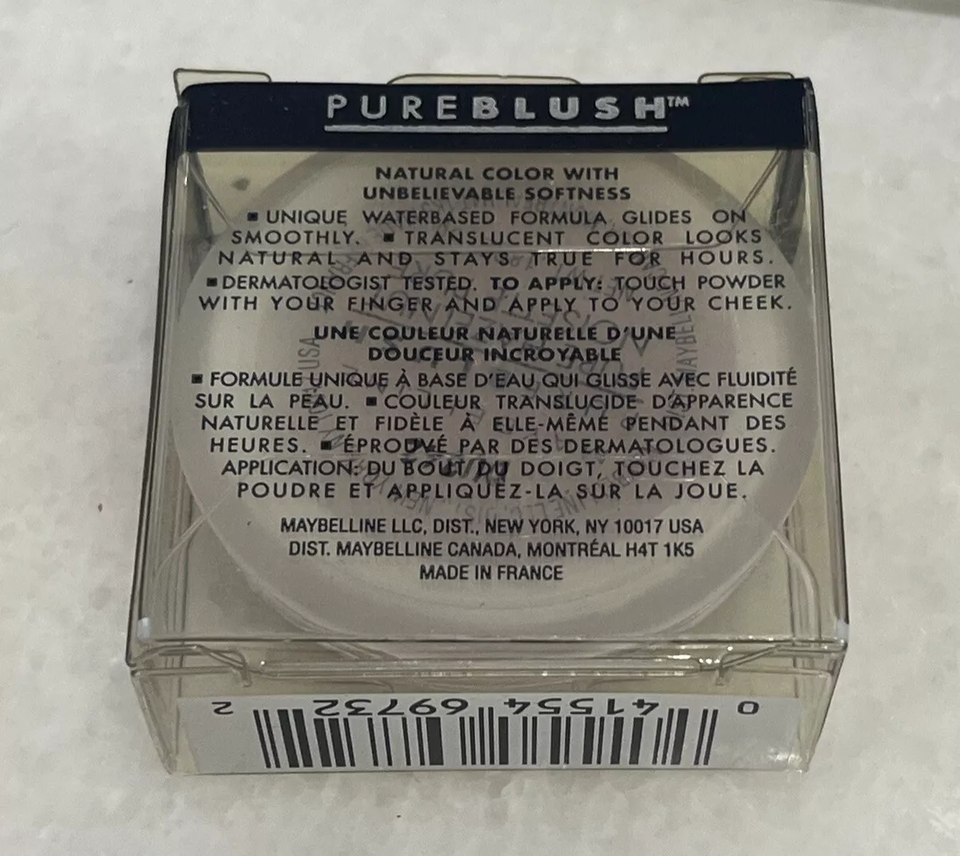 PUREBLUSH™
NATURAL COLOR WITH
UNBELIEVABLE SOFTNESS
▪ UNIQUE WATERBASED FORMULA GLIDES ON
SMOOTHLY. ▪ TRANSLUCENT COLOR LOOKS
NATURAL AND STAYS TRUE FOR HOURS.
▪ DERMATOLOGIST TESTED. TO APPLY: TOUCH POWDER
WITH YOUR FINGER AND APPLY TO YOUR CHEEK.
UNE COULEUR NATURELLE D'UNE
DOUCEUR INCROYABLE
▪ FORMULE UNIQUE À BASE D'EAU QUI GLISSE AVEC FLUIDITÉ
SUR LA PEAU. ▪ COULEUR TRANSLUCIDE D'APPARENCE
NATURELLE ET FIDÈLE À ELLE-MÊME PENDANT DES
HEURES. ▪ ÉPROUVÉ PAR DES DERMATOLOGUES.
APPLICATION: DU BOUT DU DOIGT, TOUCHEZ LA
POUDRE ET APPLIQUEZ-LA SUR LA JOUE.
MAYBELLINE LLC, DIST., NEW YORK, NY 10017 USA
DIST. MAYBELLINE CANADA, MONTRÉAL H4T 1K5
MADE IN FRANCE
0 41554 69732 2